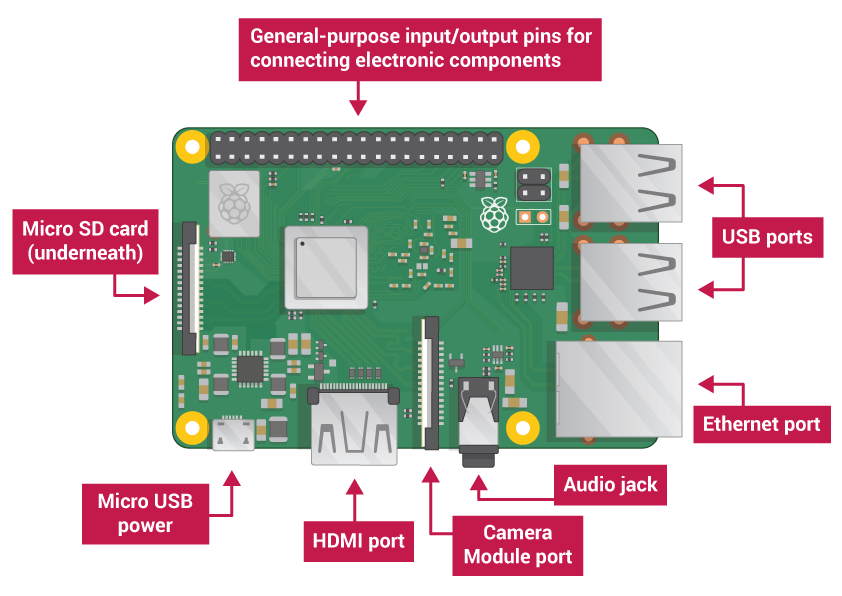 General-purpose input/output pins for
connecting electronic components
Micro SD card
(underneath)
USB ports
Ethernet port
Audio jack
Micro USB
power
HDMI port
Camera
Module port